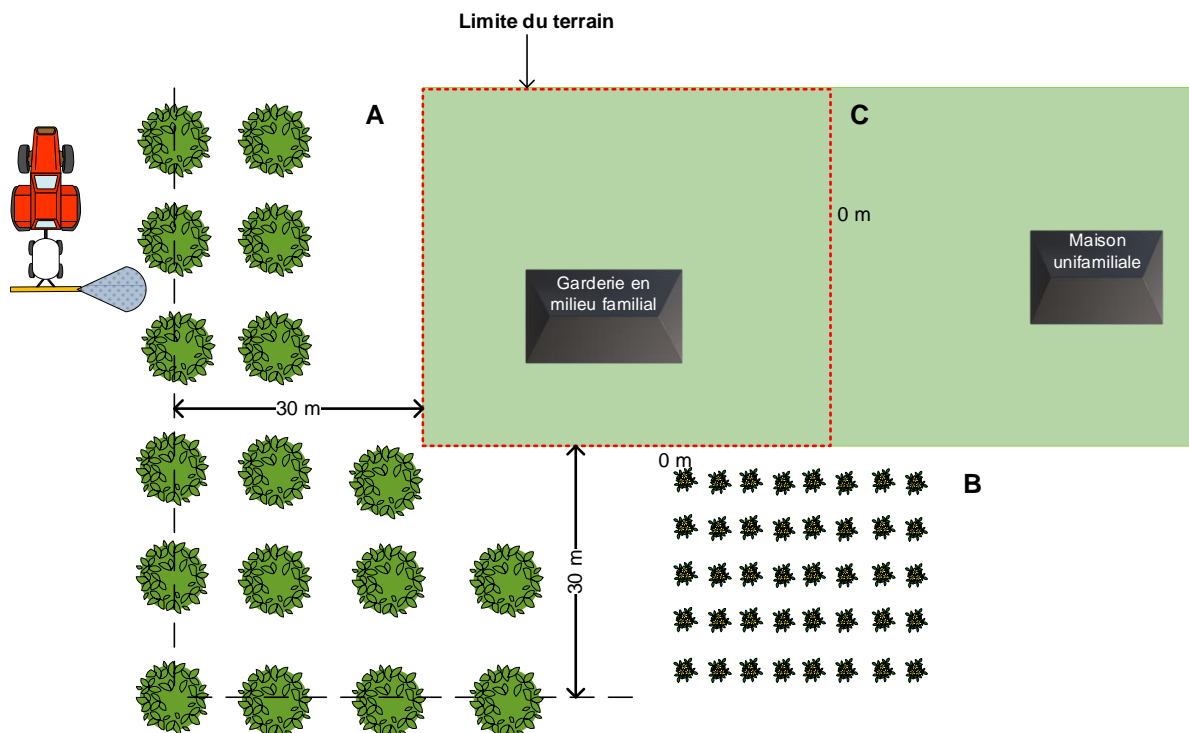 Limite du terrain
A
C
0 m
Maison
unifamiliale
Garderie en
milieu familial
30 m
0 m
B
30 m